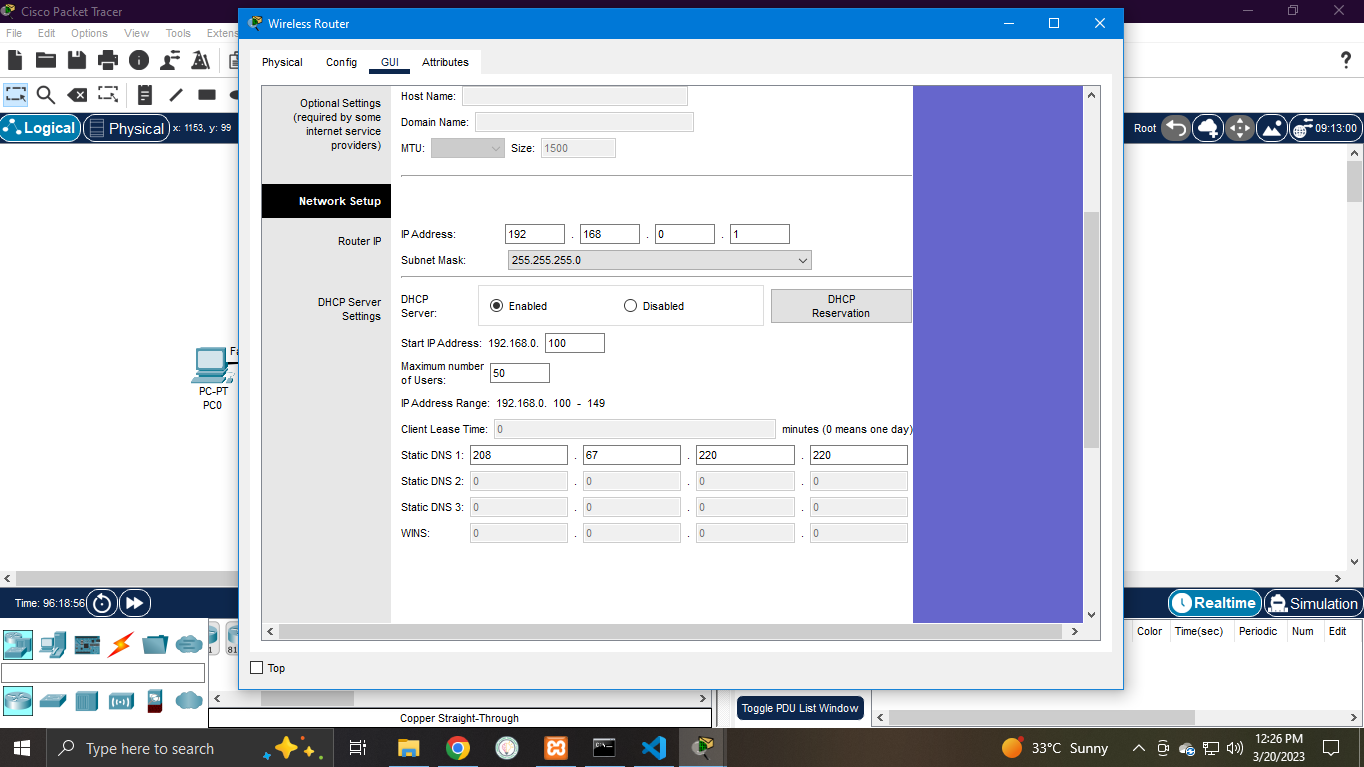 Cisco Packet Tracer
File Edit Options View Tools Extens
Wireless Router
Physical Config GUI Attributes
Logical Physical x: 1153, y: 99
Root 09:13:00
Optional Settings
(required by some
internet service
providers)
Host Name:
Domain Name:
MTU: Size: 1500
Network Setup
Router IP
IP Address: 192 . 168 . 0 . 1
Subnet Mask: 255.255.255.0
DHCP Server
Settings
DHCP
Server: Enabled Disabled
DHCP
Reservation
Start IP Address: 192.168.0. 100
Maximum number
of Users: 50
IP Address Range: 192.168.0. 100 - 149
Client Lease Time: 0 minutes (0 means one day)
Static DNS 1: 208 . 67 . 220 . 220
Static DNS 2: 0 . 0 . 0 . 0
Static DNS 3: 0 . 0 . 0 . 0
WINS: 0 . 0 . 0 . 0
Fa
PC-PT
PC0
Top
Time: 96:18:56
Realtime Simulation
1 81
Color Time(sec) Periodic Num Edit
Toggle PDU List Window
Copper Straight-Through
Type here to search
33°C Sunny
12:26 PM
3/20/2023